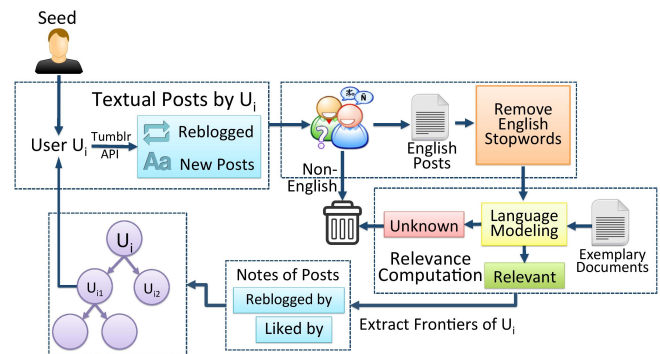 Seed
Textual Posts by Ui
User Ui
Tumblr
API
Reblogged
Aa
New Posts
Non-
English
English
Posts
Remove
English
Stopwords
Unknown
Language
Modeling
Exemplary
Documents
Relevance
Computation
Relevant
Ui
Ui1
Ui2
Notes of Posts
Reblogged by
Liked by
Extract Frontiers of Ui